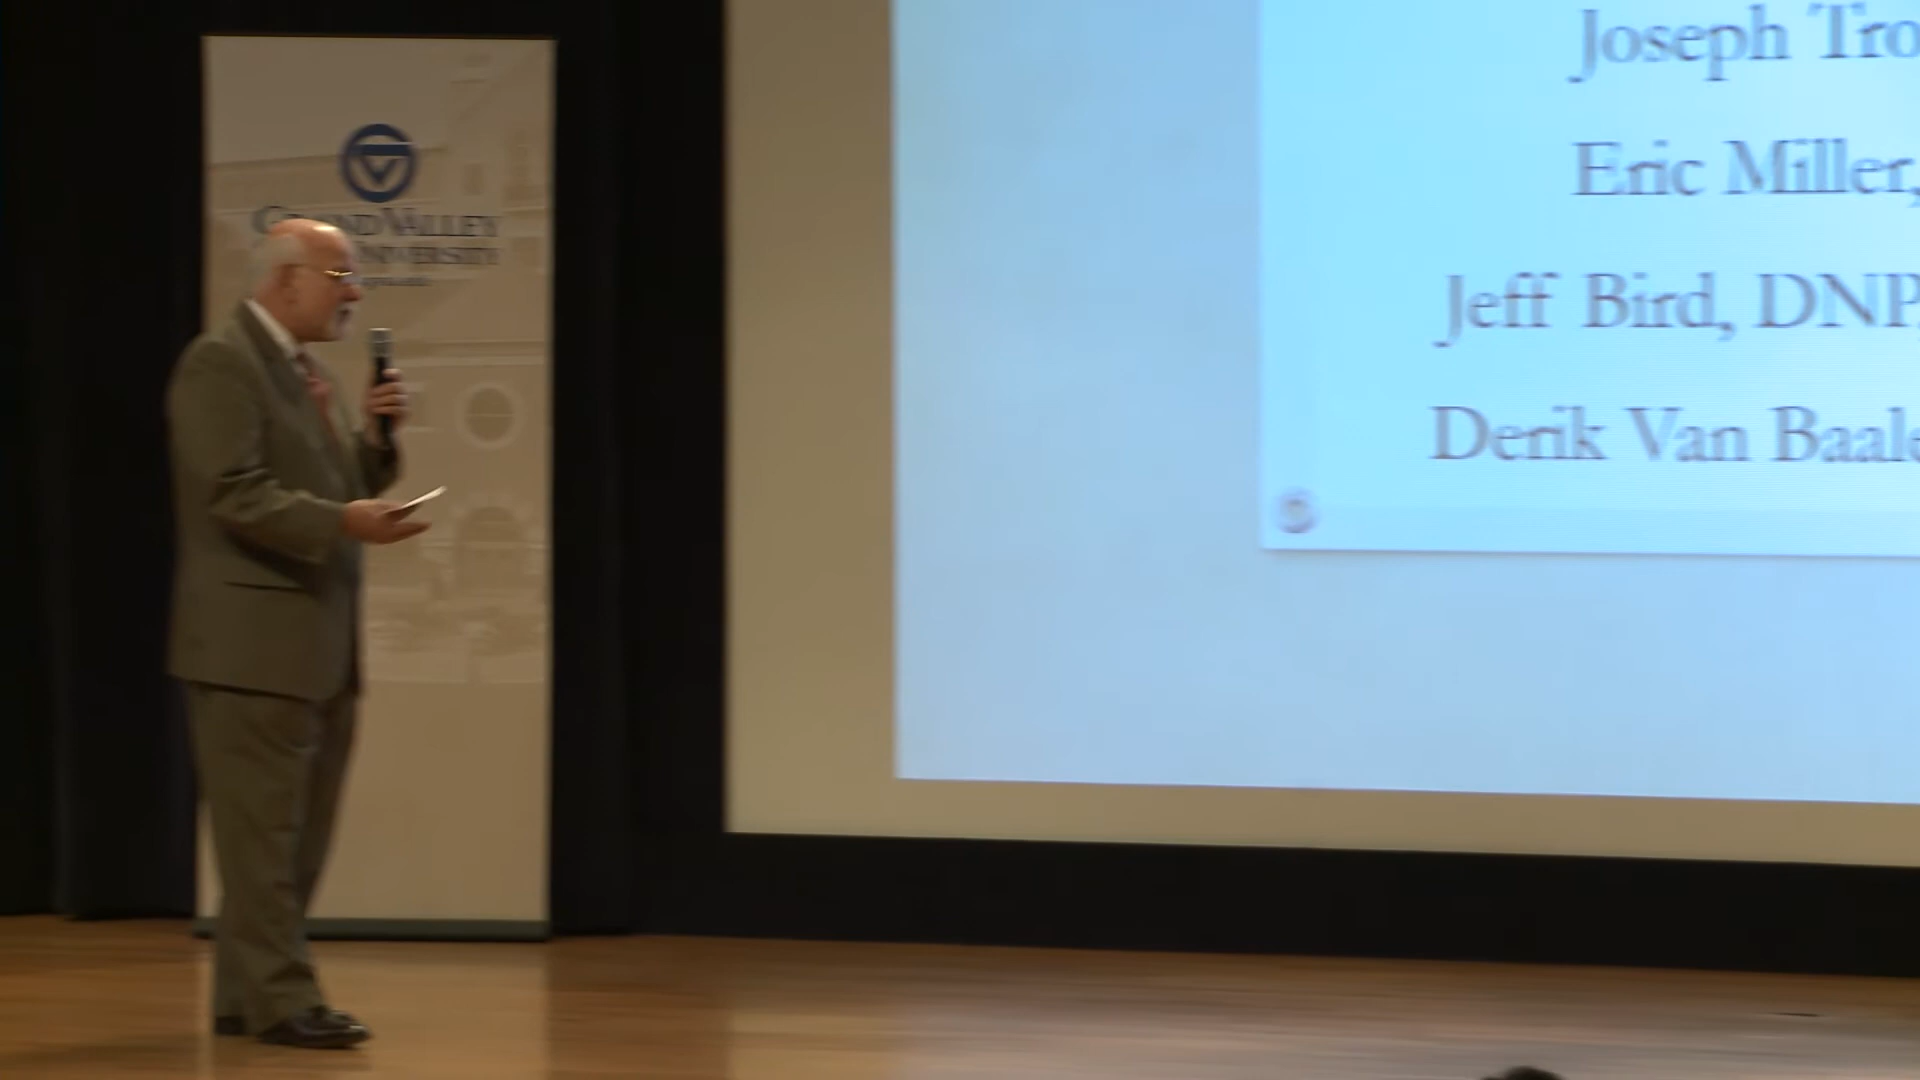 GRAND VALLEY
UNIVERSITY
Joseph Tro
Eric Miller,
Jeff Bird, DNP,
Derik Van Baale